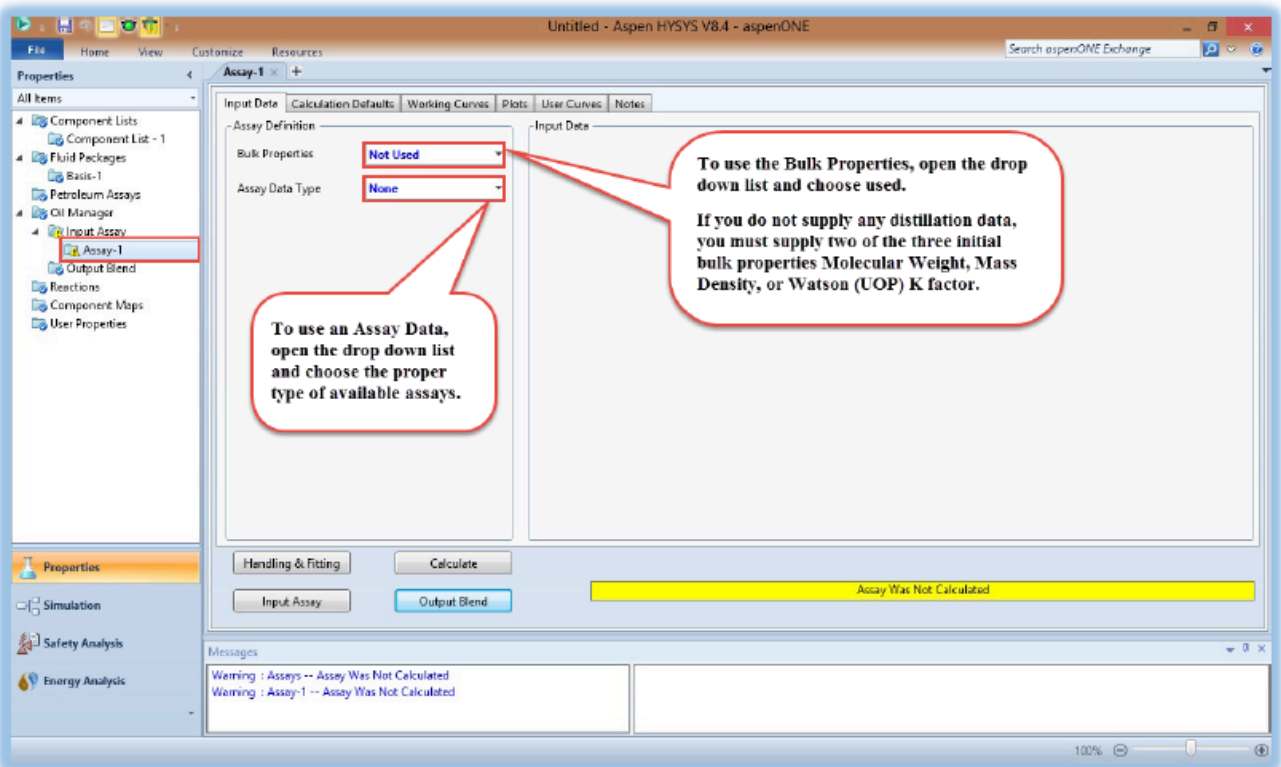 Untitled - Aspen HYSYS V8.4 - aspenONE
File Home View Customize Resources
Search aspenONE Exchange
Properties
All Items
Component Lists
Component List - 1
Fluid Packages
Basis-1
Petroleum Assays
Oil Manager
Input Assay
Assay-1
Output Blend
Reactions
Component Maps
User Properties
Properties
Simulation
Safety Analysis
Energy Analysis
Assay-1
Input Data Calculation Defaults Working Curves Plots User Curves Notes
Assay Definition
Bulk Properties Not Used
Assay Data Type None
Input Data
To use the Bulk Properties, open the drop
down list and choose used.
If you do not supply any distillation data,
you must supply two of the three initial
bulk properties Molecular Weight, Mass
Density, or Watson (UOP) K factor.
To use an Assay Data,
open the drop down list
and choose the proper
type of available assays.
Handling & Fitting Calculate
Input Assay Output Blend
Assay Was Not Calculated
Messages
Warning : Assays -- Assay Was Not Calculated
Warning : Assay-1 -- Assay Was Not Calculated
100%